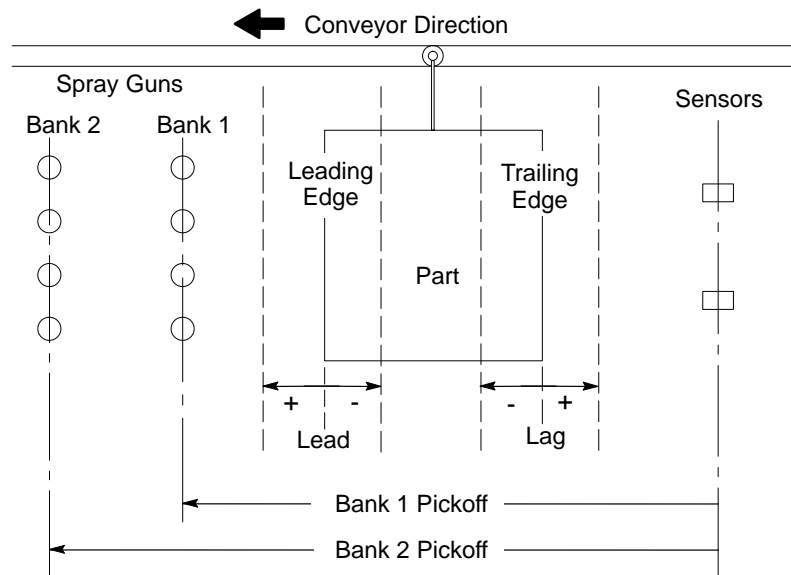 Conveyor Direction
Spray Guns
Sensors
Bank 2
Bank 1
Leading
Edge
Trailing
Edge
Part
+ -
- +
Lead
Lag
Bank 1 Pickoff
Bank 2 Pickoff